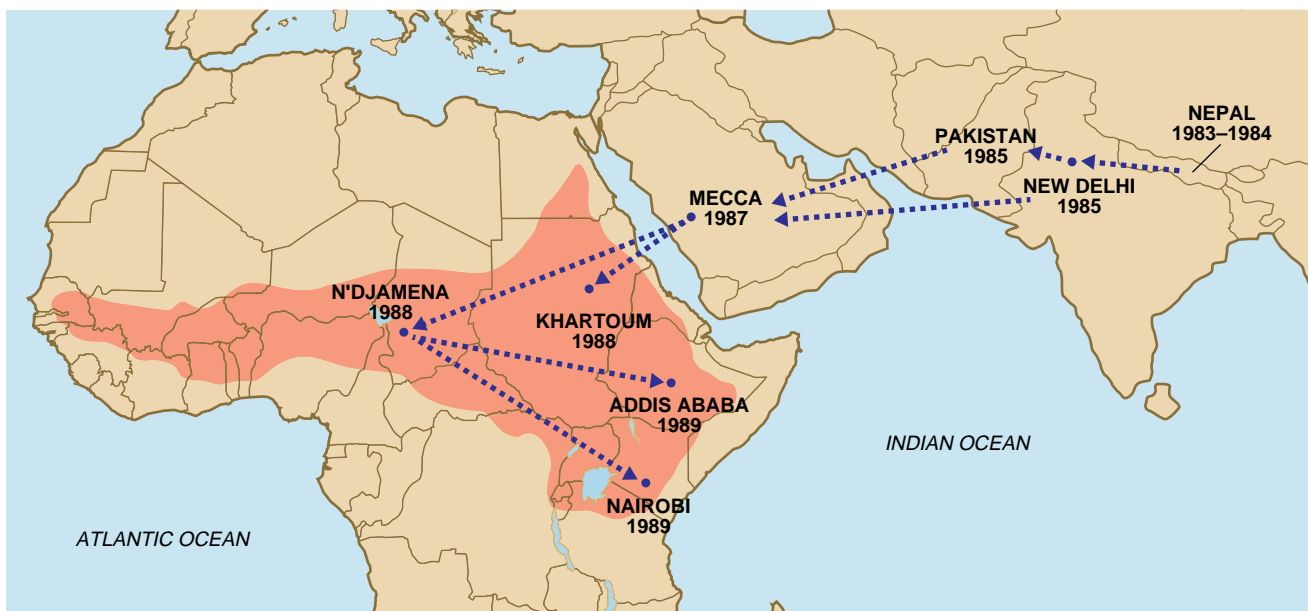 NEPAL
1983–1984
PAKISTAN
1985
NEW DELHI
1985
MECCA
1987
N'DJAMENA
1988
KHARTOUM
1988
ADDIS ABABA
1989
INDIAN OCEAN
NAIROBI
1989
ATLANTIC OCEAN